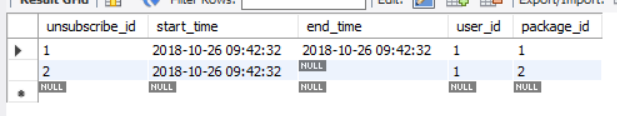 Result Grid Filter Rows: Edit: Export/Import:
unsubscribe_id start_time end_time user_id package_id
1 2018-10-26 09:42:32 2018-10-26 09:42:32 1 1
2 2018-10-26 09:42:32 NULL 1 2
NULL NULL NULL NULL NULL